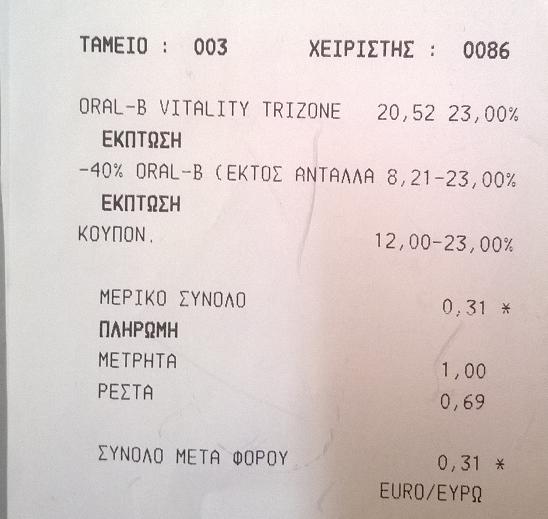 ΤΑΜΕΙΟ : 003 ΧΕΙΡΙΣΤΗΣ : 0086
ORAL-B VITALITY TRIZONE 20,52 23,00%
ΕΚΠΤΩΣΗ
-40% ORAL-B (ΕΚΤΟΣ ΑΝΤΑΛΛΑ 8,21-23,00%
ΕΚΠΤΩΣΗ
ΚΟΥΠΟΝ. 12,00-23,00%
ΜΕΡΙΚΟ ΣΥΝΟΛΟ 0,31 *
ΠΛΗΡΩΜΗ
ΜΕΤΡΗΤΑ 1,00
ΡΕΣΤΑ 0,69
ΣΥΝΟΛΟ ΜΕΤΑ ΦΟΡΟΥ 0,31 *
EURO/ΕΥΡΩ